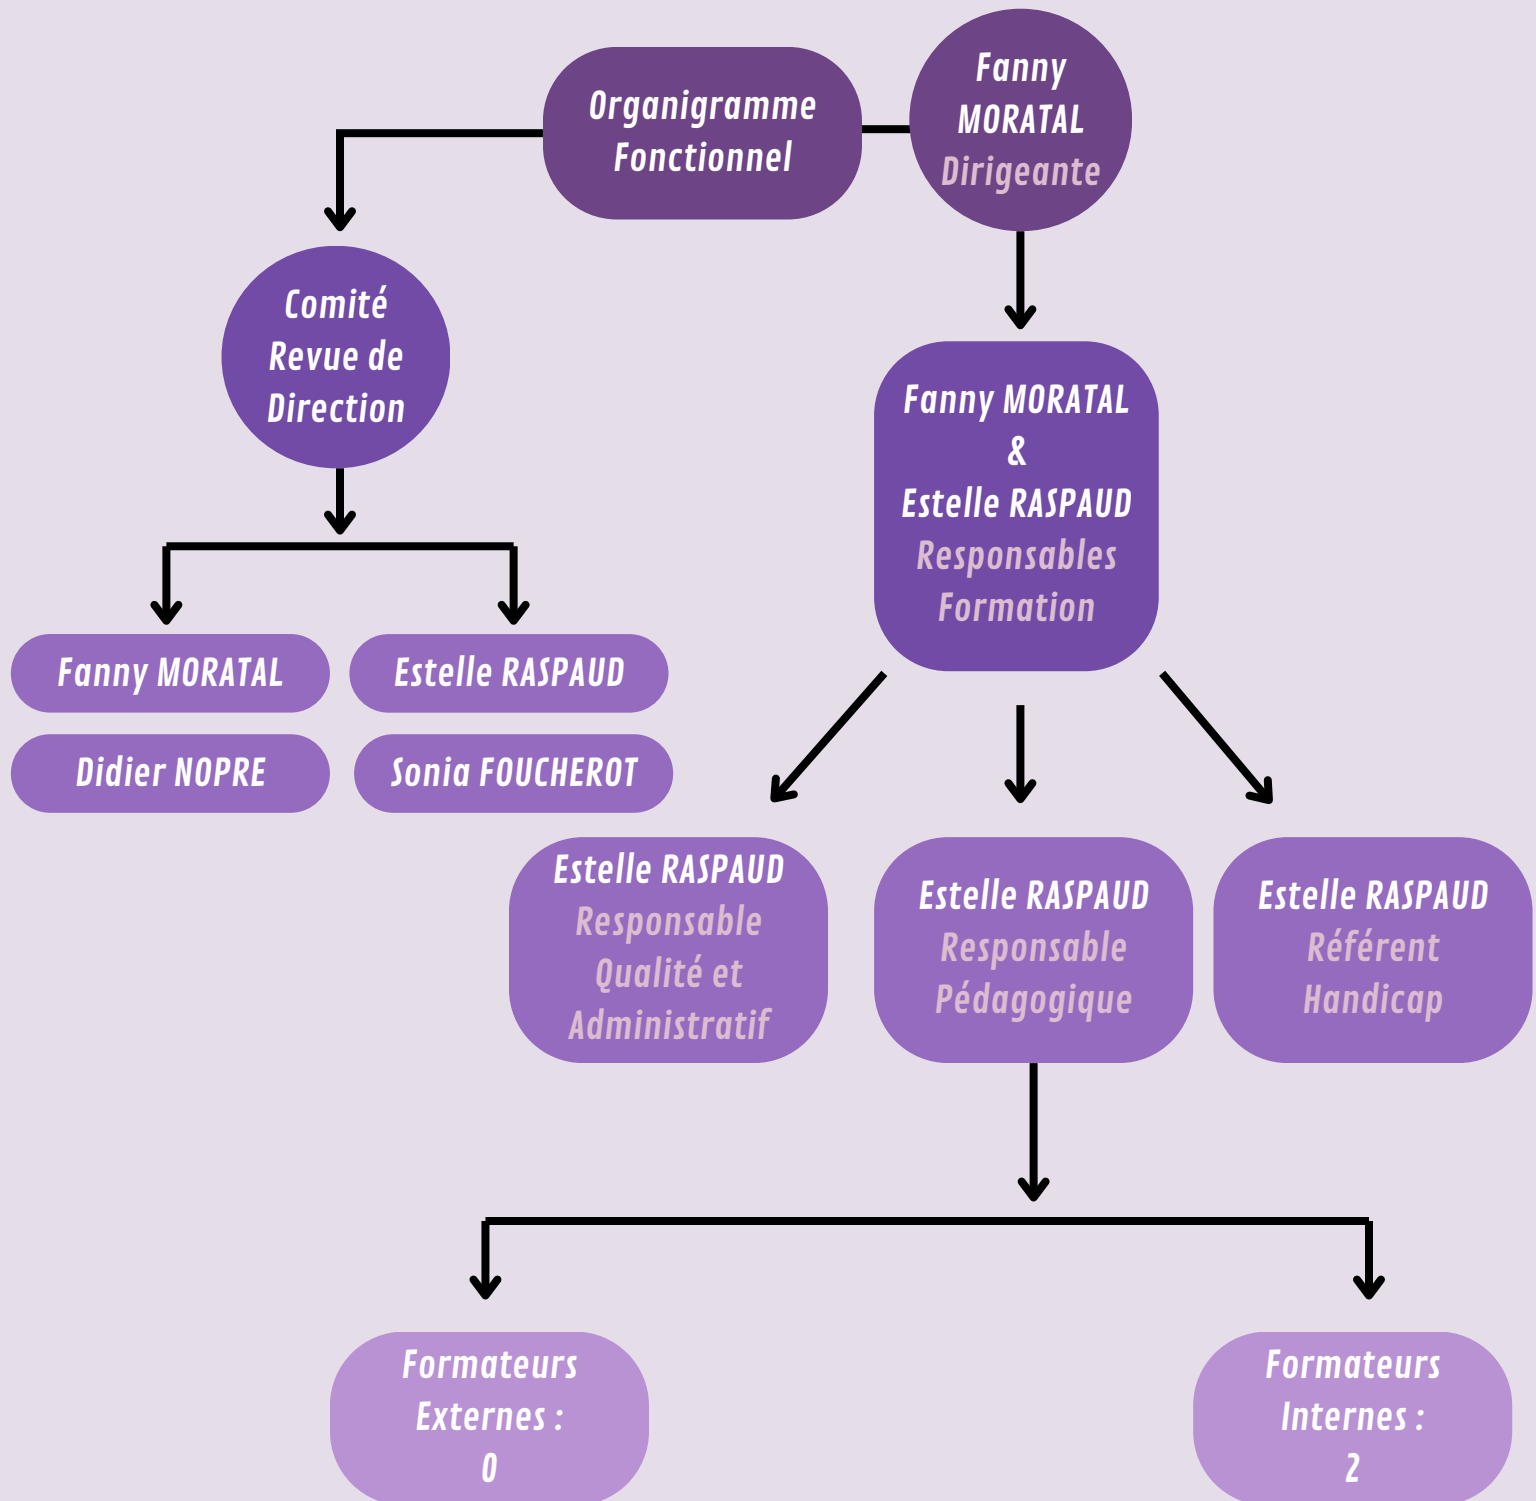 Organigramme
Fonctionnel
Fanny
MORATAL
Dirigeante
Comité
Revue de
Direction
Fanny MORATAL
&
Estelle RASPAUD
Responsables
Formation
Fanny MORATAL
Estelle RASPAUD
Didier NOPRE
Sonia FOUCHEROT
Estelle RASPAUD
Responsable
Qualité et
Administratif
Estelle RASPAUD
Responsable
Pédagogique
Estelle RASPAUD
Référent
Handicap
Formateurs
Externes :
0
Formateurs
Internes :
2